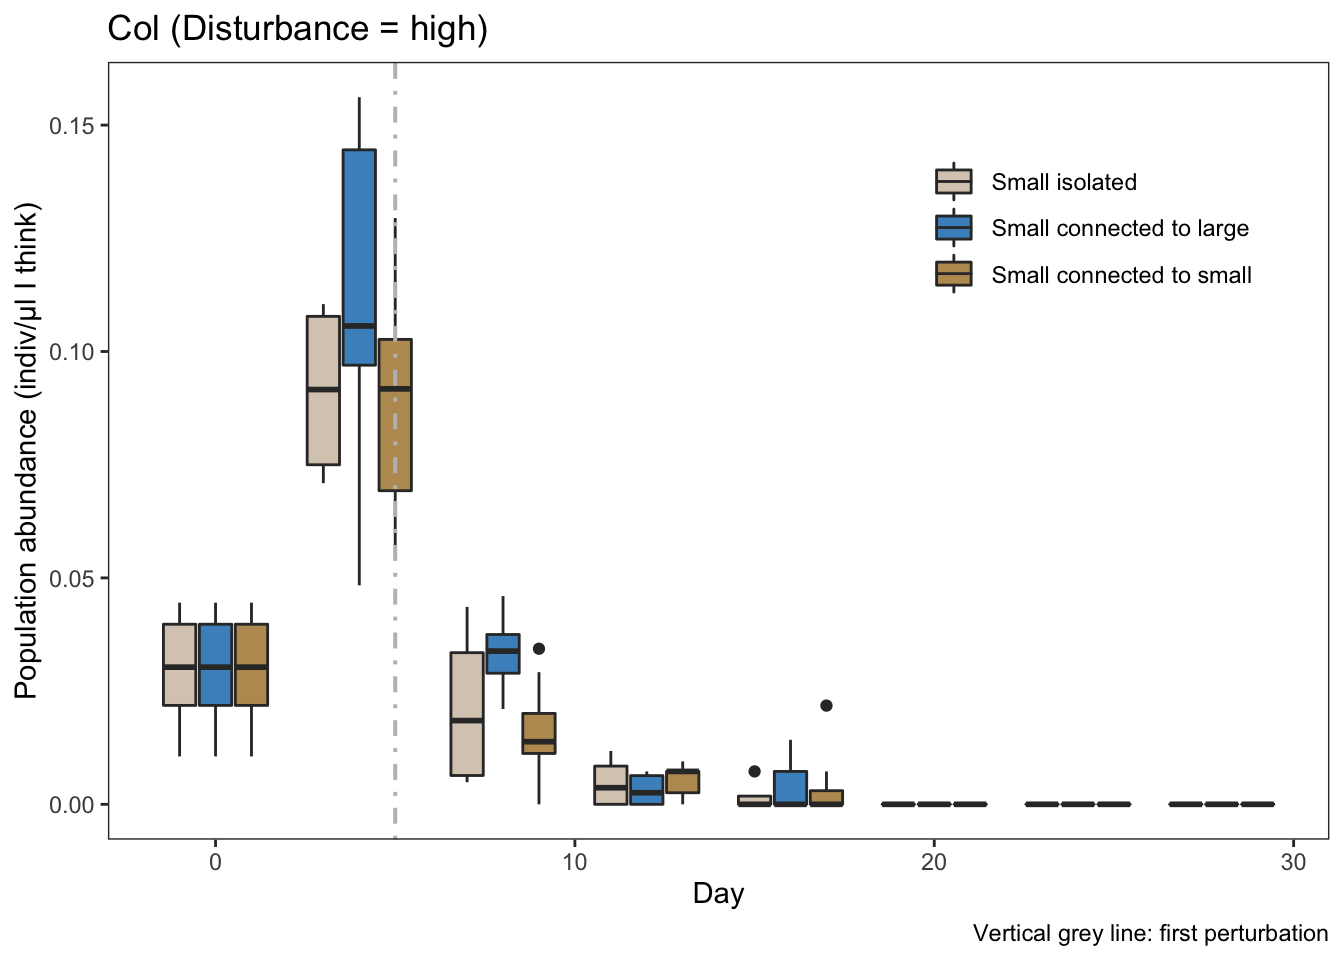 Col (Disturbance = high)
Population abundance (indiv/μl I think)
0.15
0.10
0.05
0.00
Small isolated
Small connected to large
Small connected to small
0
10
20
30
Day
Vertical grey line: first perturbation